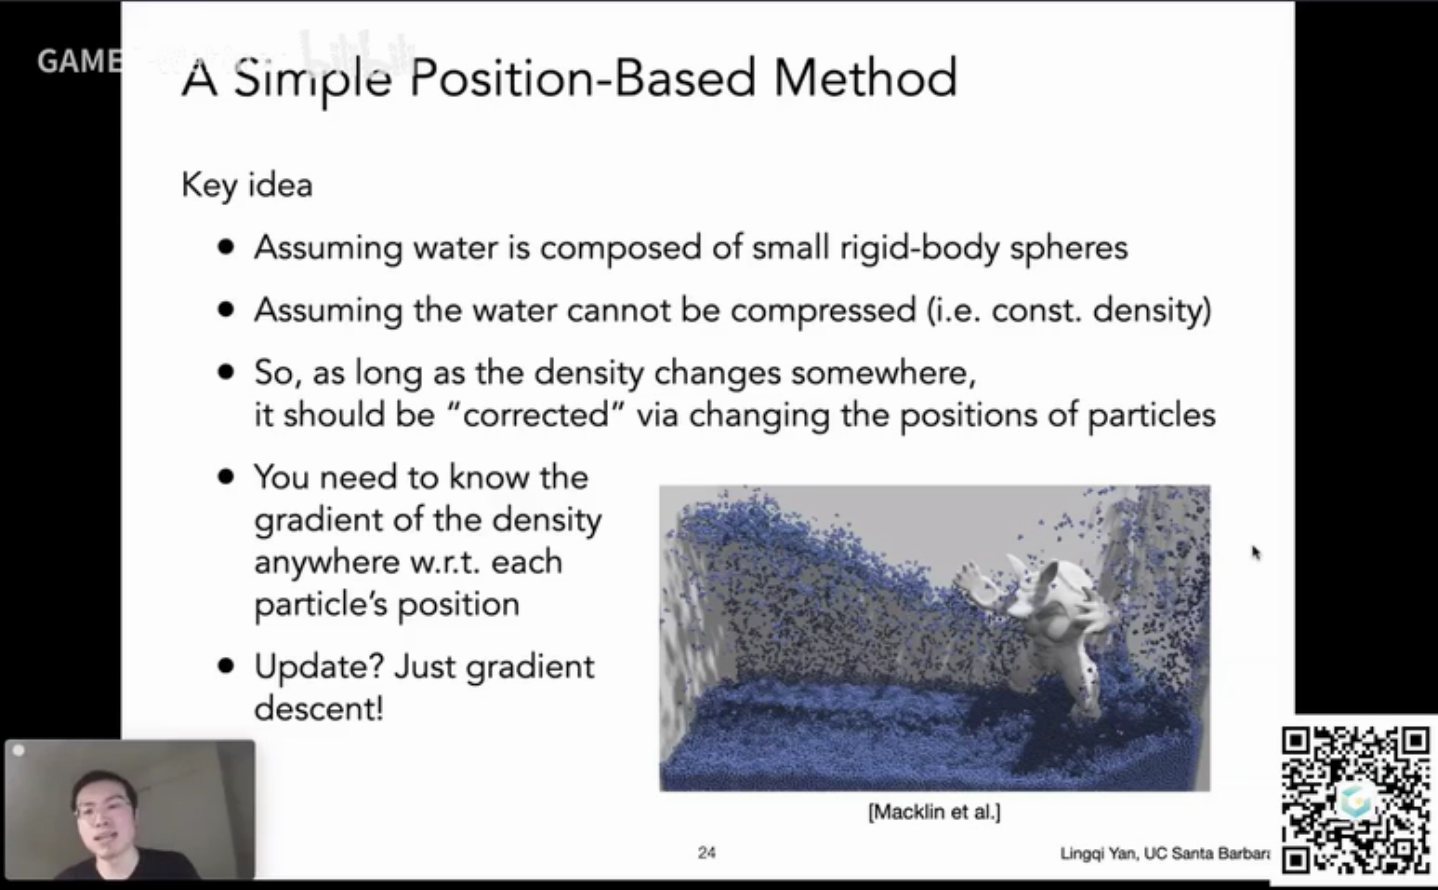 GAME
A Simple Position-Based Method
Key idea
● Assuming water is composed of small rigid-body spheres
● Assuming the water cannot be compressed (i.e. const. density)
● So, as long as the density changes somewhere,
it should be “corrected” via changing the positions of particles
● You need to know the
gradient of the density
anywhere w.r.t. each
particle’s position
● Update? Just gradient
descent!
[Macklin et al.]
24
Lingqi Yan, UC Santa Barbara